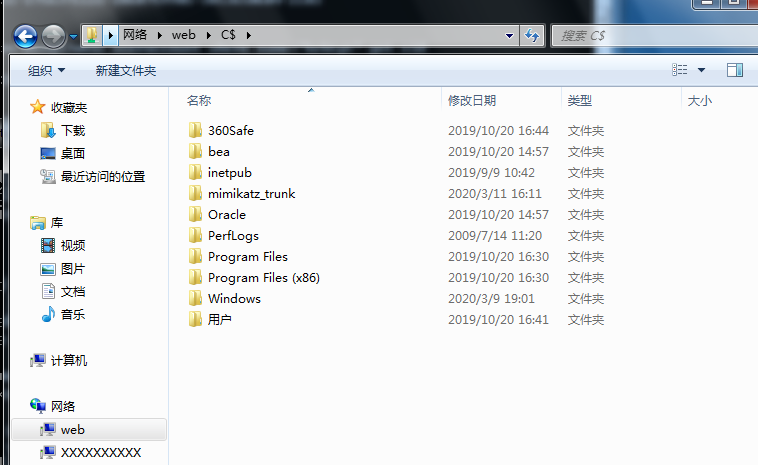 网络 web C$ 搜索 C$
组织 新建文件夹
名称 修改日期 类型 大小
收藏夹
下载
桌面
最近访问的位置
库
视频
图片
文档
音乐
计算机
网络
web
XXXXXXXXXX
360Safe 2019/10/20 16:44 文件夹
bea 2019/10/20 14:57 文件夹
inetpub 2019/9/9 10:42 文件夹
mimikatz_trunk 2020/3/11 16:11 文件夹
Oracle 2019/10/20 14:57 文件夹
PerfLogs 2009/7/14 11:20 文件夹
Program Files 2019/10/20 16:30 文件夹
Program Files (x86) 2019/10/20 16:30 文件夹
Windows 2020/3/9 19:01 文件夹
用户 2019/10/20 16:41 文件夹